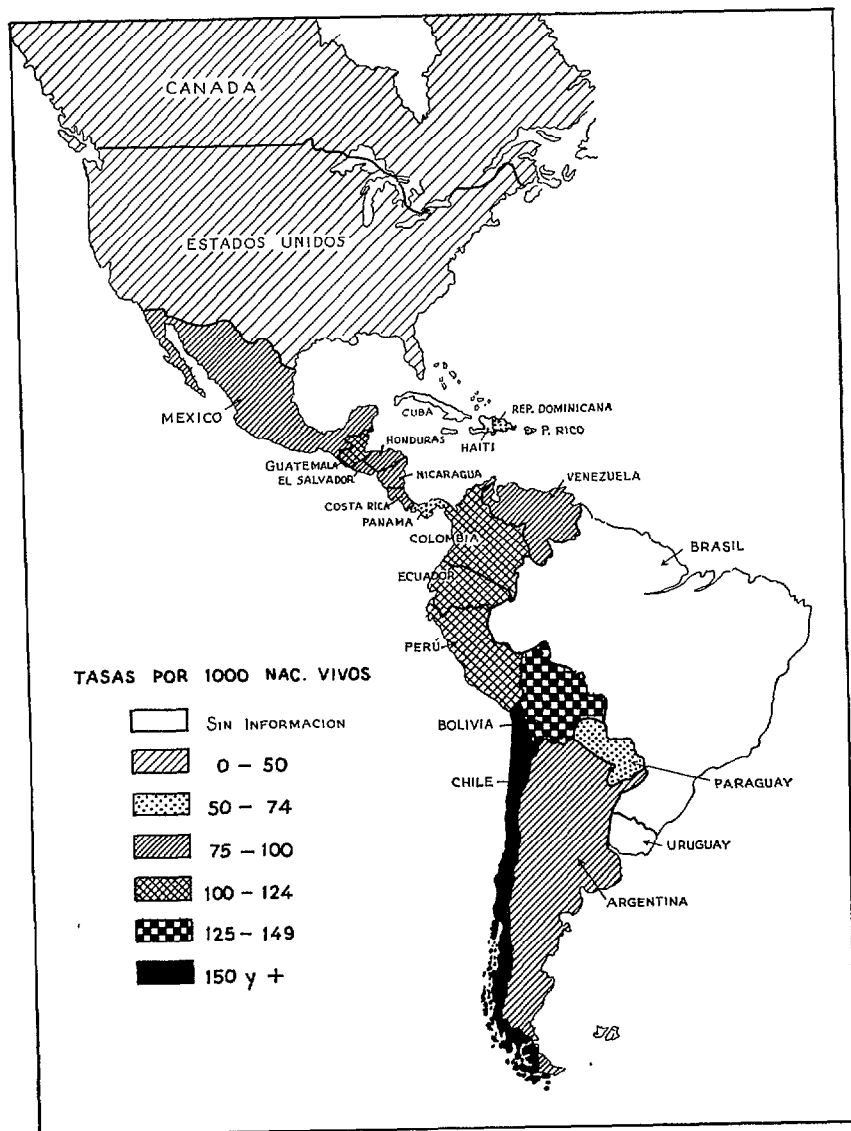 CANADA
ESTADOS UNIDOS
MEXICO
CUBA
REP. DOMINICANA
P. RICO
HAITI
HONDURAS
GUATEMALA
EL SALVADOR
NICARAGUA
VENEZUELA
COSTA RICA
PANAMA
COLOMBIA
BRASIL
ECUADOR
PERÚ
TASAS POR 1000 NAC. VIVOS
SIN INFORMACION
0 – 50
50 – 74
75 – 100
100 – 124
125 – 149
150 y +
BOLIVIA
CHILE
PARAGUAY
URUGUAY
ARGENTINA